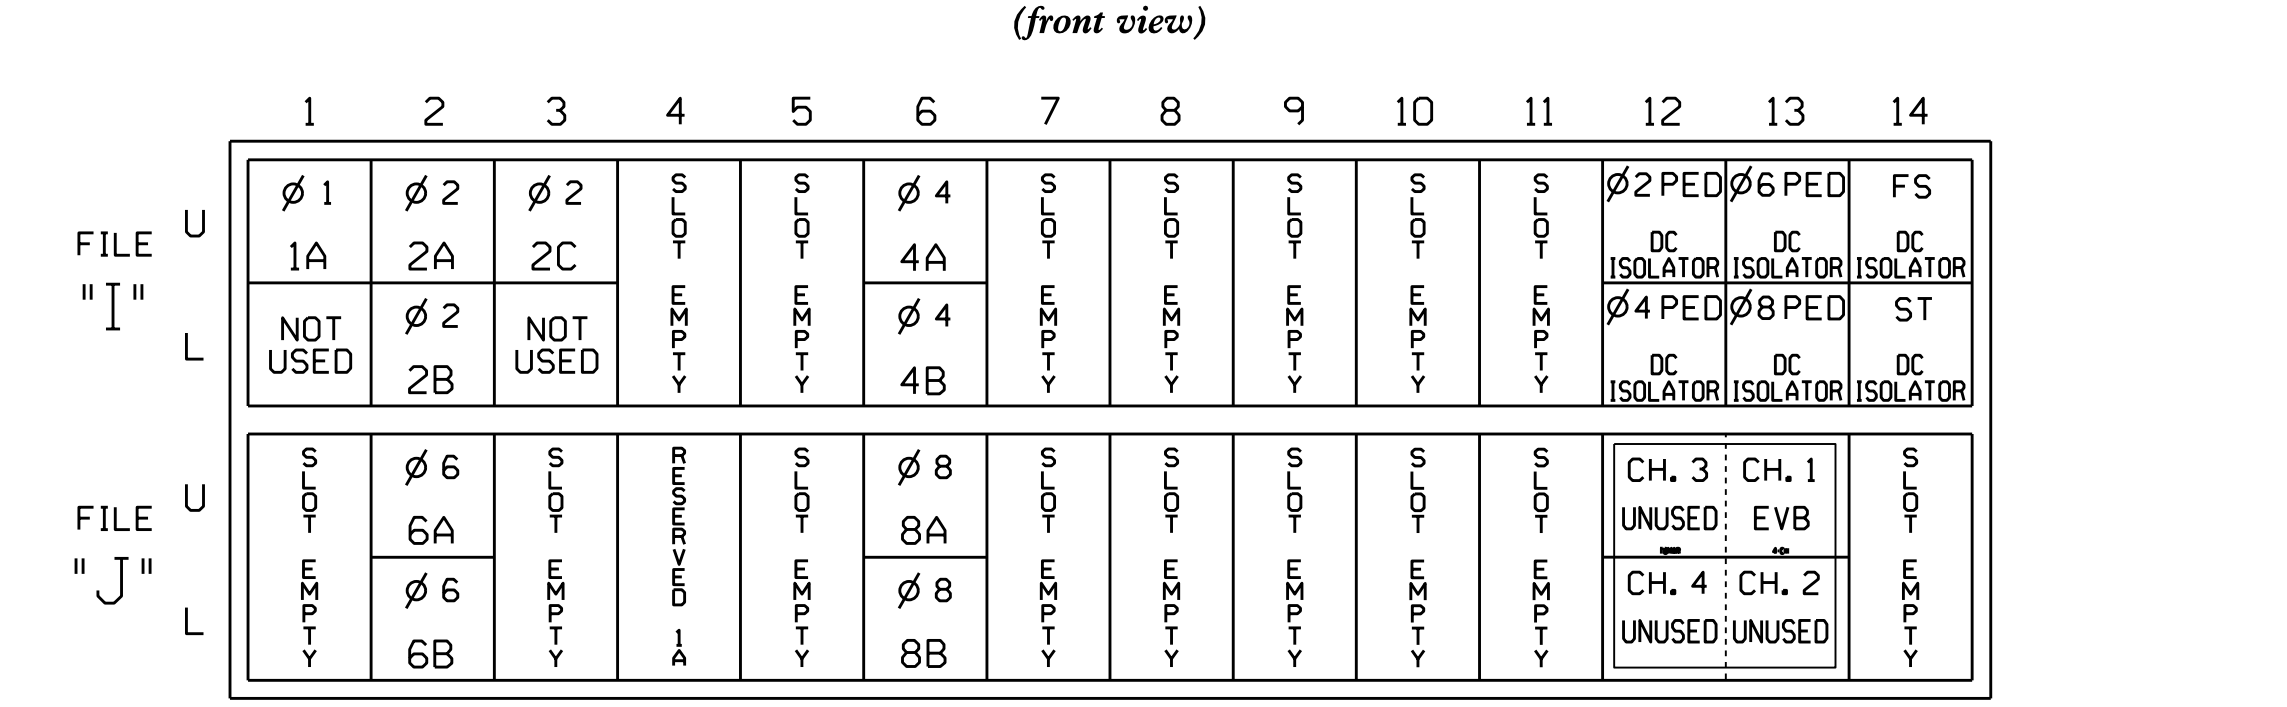 (front view)
1 2 3 4 5 6 7 8 9 10 11 12 13 14
FILE "I"
U
L
Ø 1
1A
NOT
USED
Ø 2
2A
Ø 2
2B
Ø 2
2C
NOT
USED
SLOT EMPTY
SLOT EMPTY
Ø 4
4A
Ø 4
4B
SLOT EMPTY
SLOT EMPTY
SLOT EMPTY
SLOT EMPTY
SLOT EMPTY
Ø2 PED
DC
ISOLATOR
Ø4 PED
DC
ISOLATOR
Ø6 PED
DC
ISOLATOR
Ø8 PED
DC
ISOLATOR
FS
DC
ISOLATOR
ST
DC
ISOLATOR
FILE "J"
U
L
SLOT EMPTY
Ø 6
6A
Ø 6
6B
SLOT EMPTY
RESERVED 1A
SLOT EMPTY
Ø 8
8A
Ø 8
8B
SLOT EMPTY
SLOT EMPTY
SLOT EMPTY
SLOT EMPTY
SLOT EMPTY
CH. 3
UNUSED
CH. 4
UNUSED
CH. 1
EVB
CH. 2
UNUSED
SLOT EMPTY